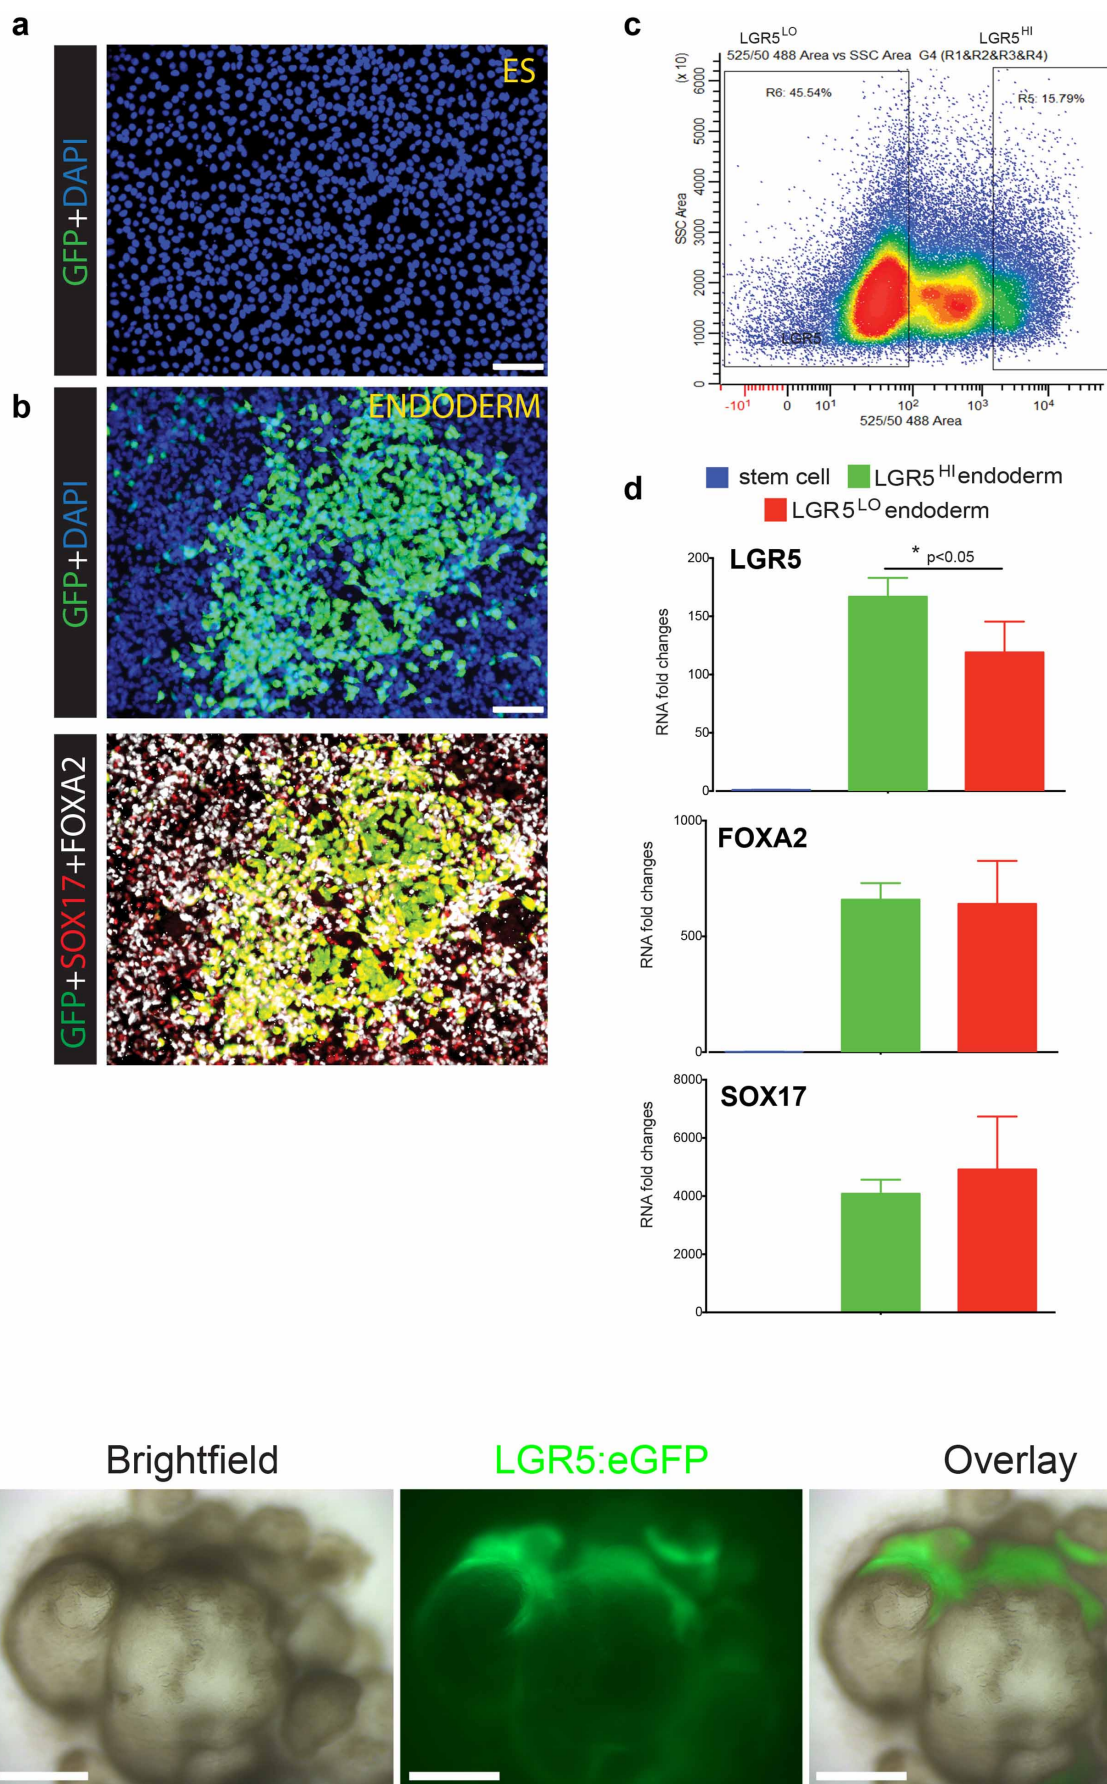 a
GFP+DAPI
ES
b
GFP+DAPI
ENDODERM
GFP+SOX17+FOXA2
c
LGR5LO
LGR5HI
525/50 488 Area vs SSC Area G4 (R1&R2&R3&R4)
(x 10)
R6: 45.54%
R5: 15.79%
SSC Area
6000
5000
4000
3000
2000
1000
0
LGR5
-10¹ 0 10¹ 10² 10³ 10⁴
525/50 488 Area
d
stem cell LGR5HI endoderm
LGR5LO endoderm
LGR5
* p<0.05
RNA fold changes
200
150
100
50
0
FOXA2
RNA fold changes
1000
500
0
SOX17
RNA fold changes
8000
6000
4000
2000
0
Brightfield
LGR5:eGFP
Overlay